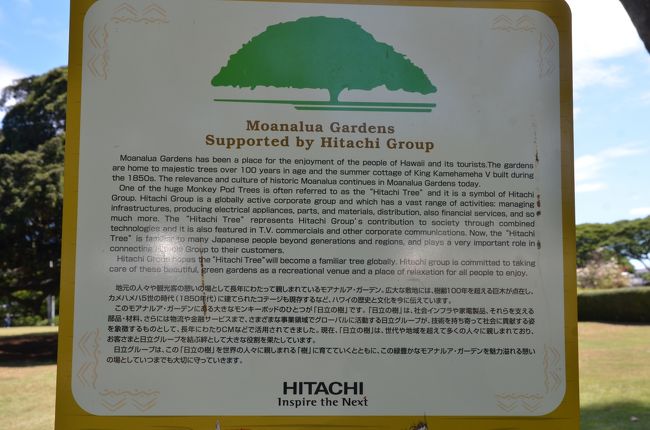 Moanalua Gardens
Supported by Hitachi Group
Moanalua Gardens has been a place for the enjoyment of the people of Hawaii and its tourists.The gardens
are home to majestic trees over 100 years in age and the summer cottage of King Kamehameha V built during
the 1850s. The relevance and culture of historic Moanalua continues in Moanalua Gardens today.
One of the huge Monkey Pod Trees is often referred to as the "Hitachi Tree" and it is a symbol of Hitachi
Group. Hitachi Group is a globally active corporate group and which has a vast range of activities: managing
infrastructures, producing electrical appliances, parts, and materials, distribution, also financial services, and so
much more. The "Hitachi Tree" represents Hitachi Group's contribution to society through combined
technologies and it is also featured in T.V. commercials and other corporate communications. Now, the "Hitachi
Tree" is familiar to many Japanese people beyond generations and regions, and plays a very important role in
connecting Hitachi Group to their customers.
Hitachi Group hopes the "Hitachi Tree" will become a familiar tree globally. Hitachi group is committed to taking
care of these beautiful, green gardens as a recreational venue and a place of relaxation for all people to enjoy.
地元の人々や観光客の憩いの場として長年にわたって親しまれているモアナルア・ガーデン。広大な敷地には、樹齢100年を超える巨木が点在し、
カメハメハ5世の時代(1850年代)に建てられたコテージも現存するなど、ハワイの歴史と文化を今に伝えています。
このモアナルア・ガーデンにある大きなモンキーポッドのひとつが「日立の樹」です。「日立の樹」は、社会インフラや家電製品、それらを支える
部品・材料、さらには物流や金融サービスまで、さまざまな事業領域でグローバルに活動する日立グループが、技術を持ち寄って社会に貢献する姿
を象徴するものとして、長年にわたりCMなどで活用されてきました。現在、「日立の樹」は、世代や地域を超えて多くの人々に親しまれており、
お客さまと日立グループを結ぶ絆として大きな役割を果たしています。
日立グループは、この「日立の樹」を世界の人々に親しまれる「樹」に育てていくとともに、この緑豊かなモアナルア・ガーデンを魅力溢れる憩い
の場としていつまでも大切に守っていきます。
HITACHI
Inspire the Next